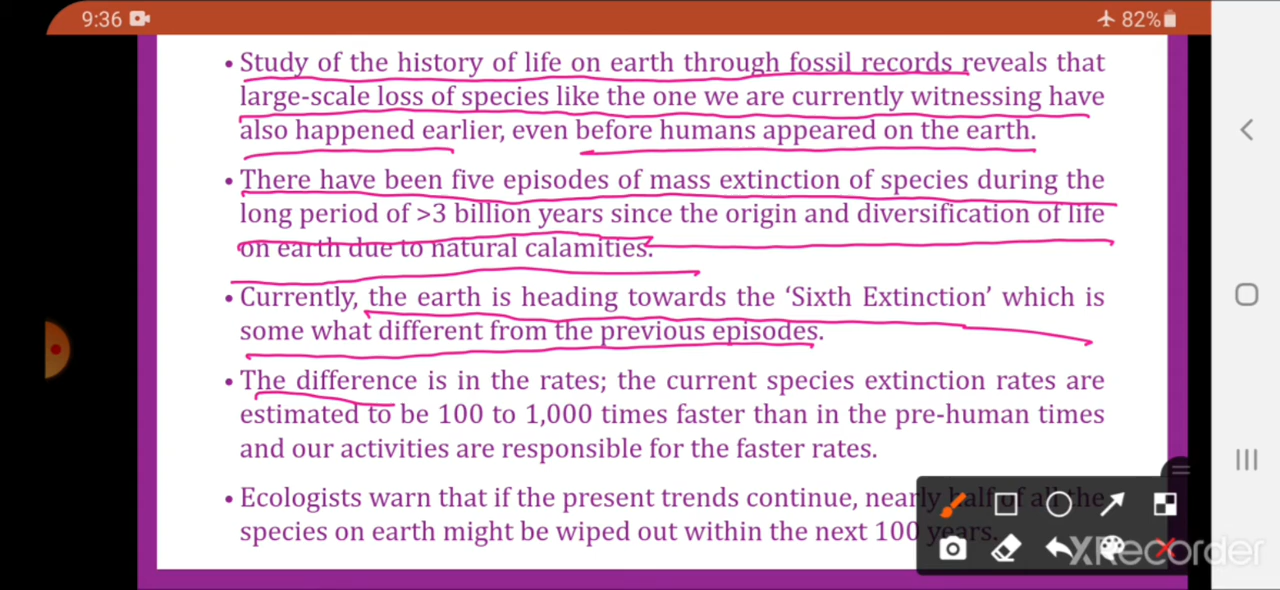 9:36
82%
• Study of the history of life on earth through fossil records reveals that
large-scale loss of species like the one we are currently witnessing have
also happened earlier, even before humans appeared on the earth.
• There have been five episodes of mass extinction of species during the
long period of >3 billion years since the origin and diversification of life
on earth due to natural calamities.
• Currently, the earth is heading towards the ‘Sixth Extinction’ which is
some what different from the previous episodes.
• The difference is in the rates; the current species extinction rates are
estimated to be 100 to 1,000 times faster than in the pre-human times
and our activities are responsible for the faster rates.
• Ecologists warn that if the present trends continue, nearly half of all the
species on earth might be wiped out within the next 100 years.
XRecorder